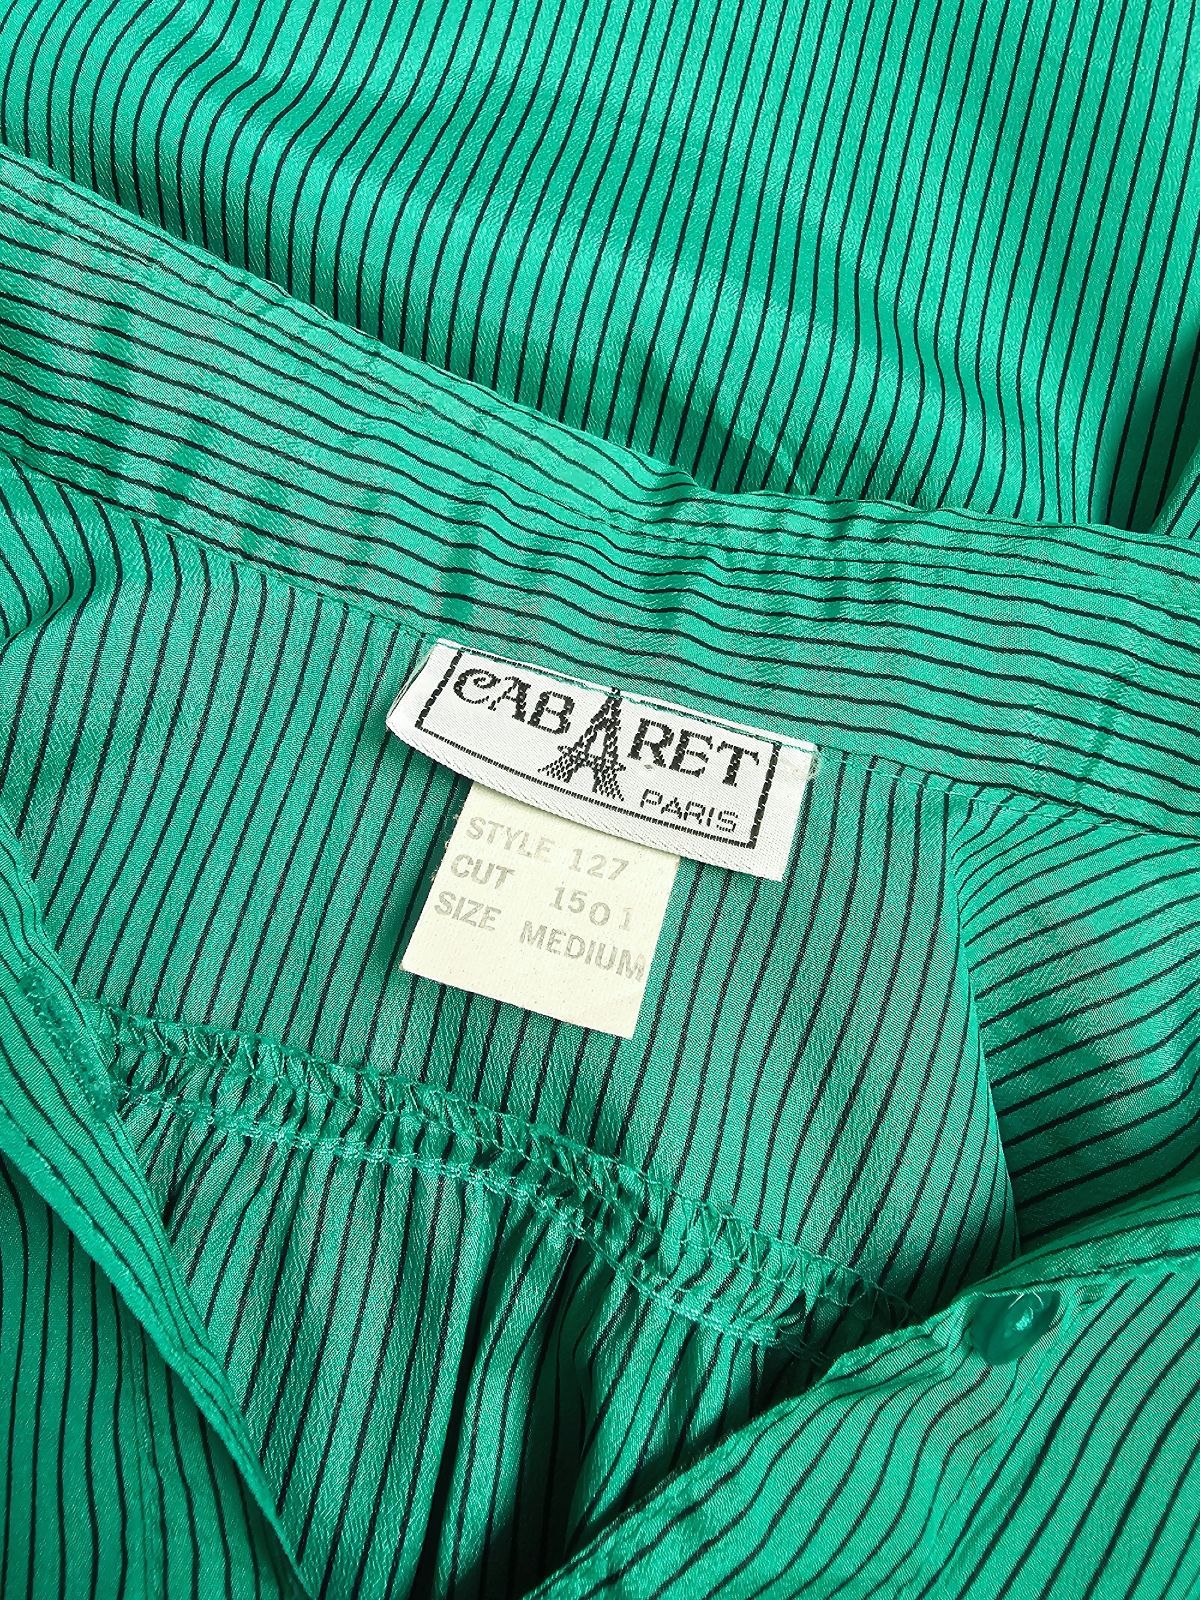 CABARET
PARIS
STYLE 127
CUT 1501
SIZE MEDIUM